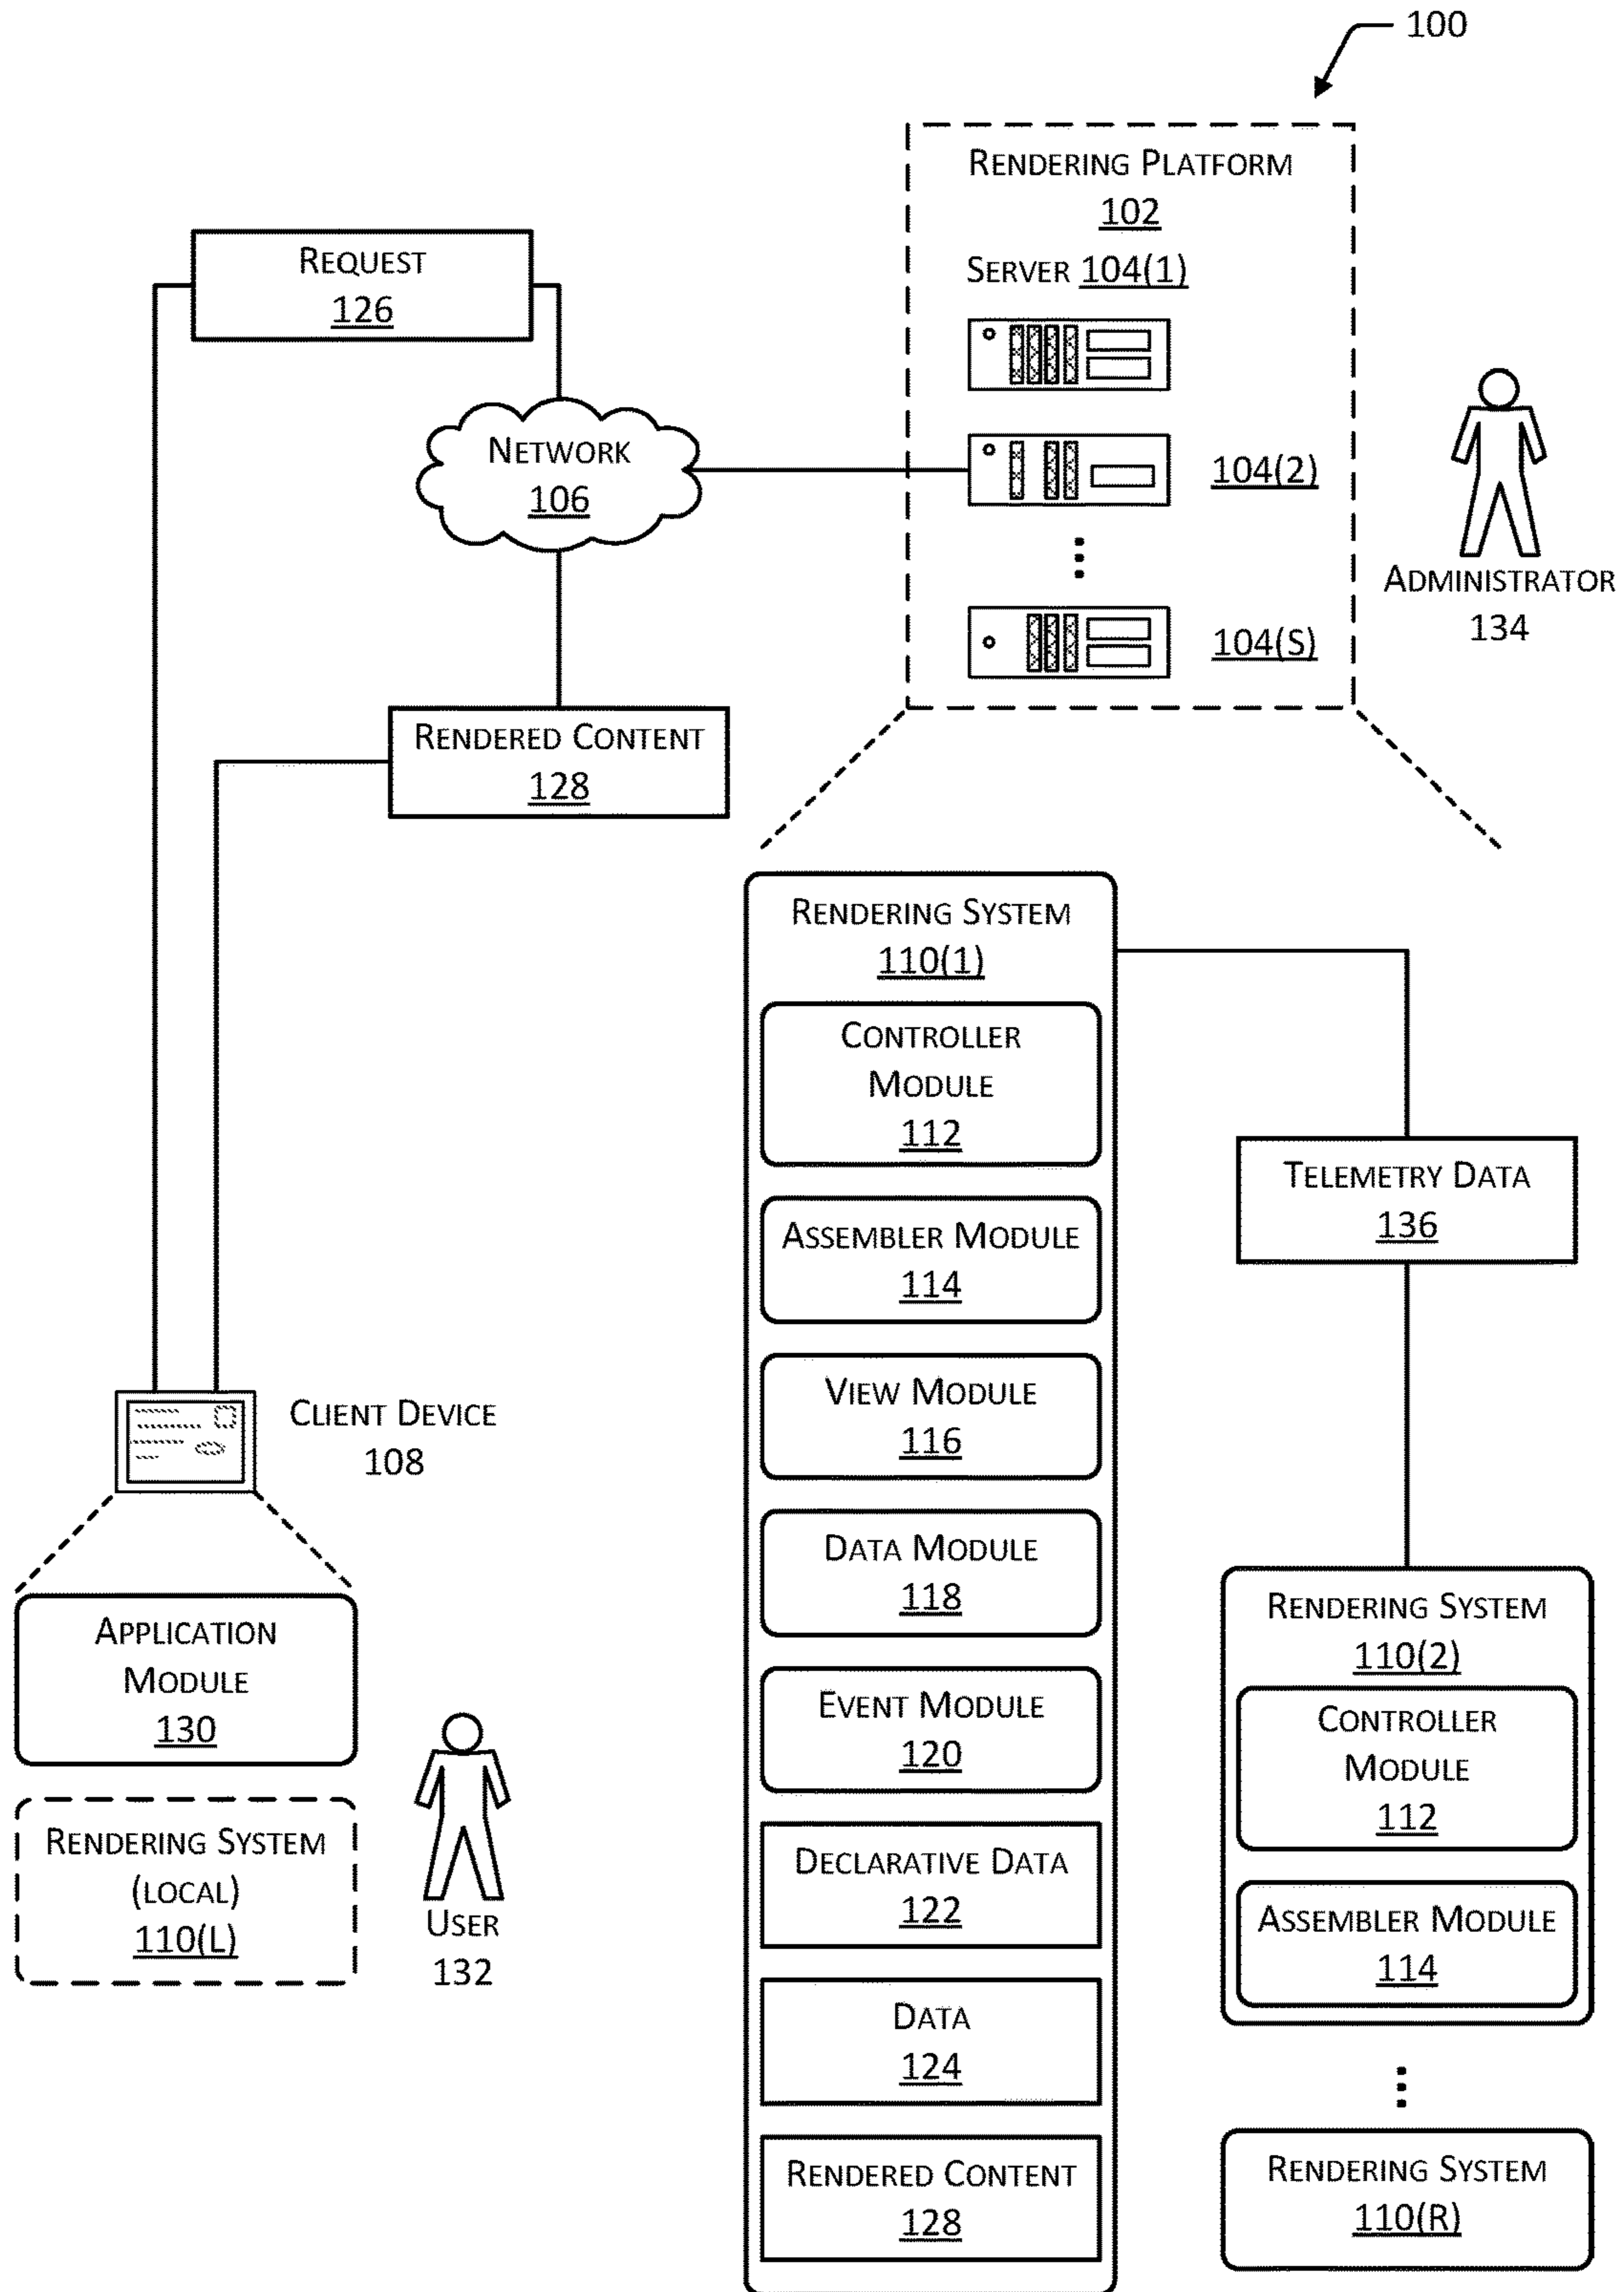 100
RENDERING PLATFORM
102
SERVER 104(1)
REQUEST
126
NETWORK
106
104(2)
104(S)
ADMINISTRATOR
134
RENDERED CONTENT
128
RENDERING SYSTEM
110(1)
CONTROLLER
MODULE
112
ASSEMBLER MODULE
114
VIEW MODULE
116
DATA MODULE
118
EVENT MODULE
120
DECLARATIVE DATA
122
DATA
124
RENDERED CONTENT
128
TELEMETRY DATA
136
RENDERING SYSTEM
110(2)
CONTROLLER
MODULE
112
ASSEMBLER MODULE
114
RENDERING SYSTEM
110(R)
CLIENT DEVICE
108
APPLICATION
MODULE
130
RENDERING SYSTEM
(LOCAL)
110(L)
USER
132